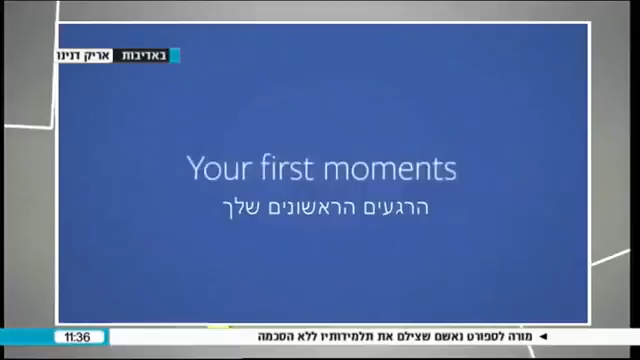 באדיבות אריק דנינו
Your first moments
הרגעים הראשונים שלך
11:36 ◄ מורה לספורט נאשם שצילם את תלמידותיו ללא הסכמה